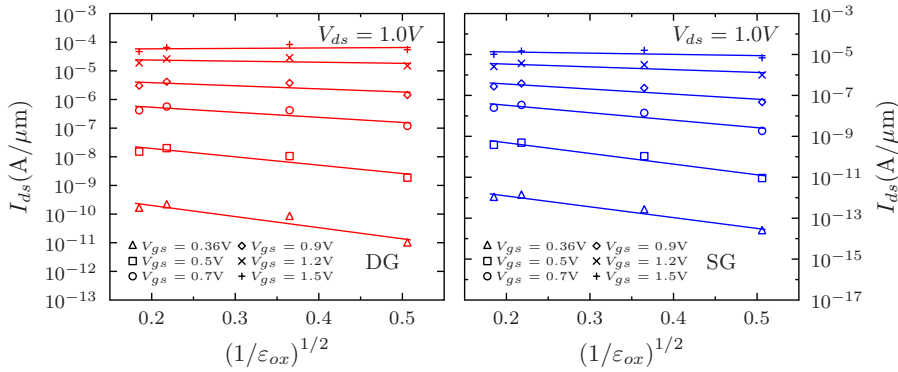 V_ds = 1.0V
V_ds = 1.0V
I_ds(A/µm)
10^−3
10^−4
10^−5
10^−6
10^−7
10^−8
10^−9
10^−10
10^−11
10^−12
10^−13
V_gs = 0.36V V_gs = 0.9V
V_gs = 0.5V V_gs = 1.2V
V_gs = 0.7V V_gs = 1.5V
DG
0.2 0.3 0.4 0.5
(1/ε_ox)^1/2
V_gs = 0.36V V_gs = 0.9V
V_gs = 0.5V V_gs = 1.2V
V_gs = 0.7V V_gs = 1.5V
SG
0.2 0.3 0.4 0.5
(1/ε_ox)^1/2
10^−3
10^−5
10^−7
10^−9
10^−11
10^−13
10^−15
10^−17
I_ds(A/µm)